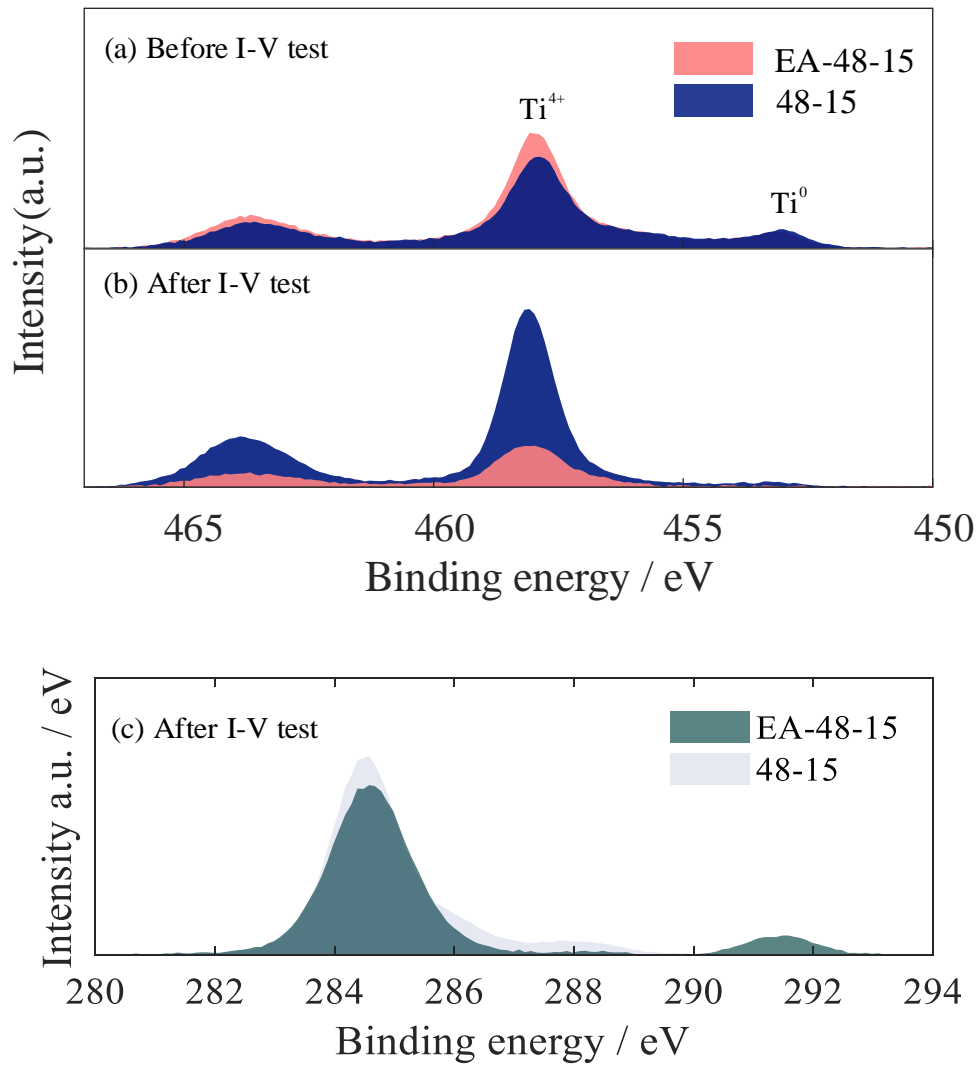 (a) Before I-V test
EA-48-15
48-15
Ti⁴⁺
Ti⁰
(b) After I-V test
Intensity(a.u.)
465 460 455 450
Binding energy / eV
(c) After I-V test
EA-48-15
48-15
Intensity a.u. / eV
280 282 284 286 288 290 292 294
Binding energy / eV